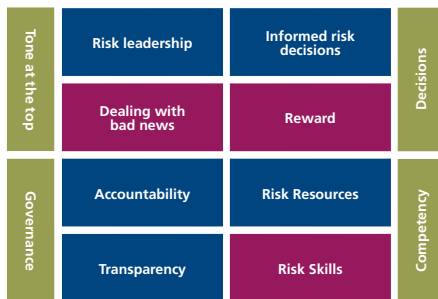 Tone at the top
Risk leadership
Informed risk
decisions
Decisions
Dealing with
bad news
Reward
Governance
Accountability
Risk Resources
Competency
Transparency
Risk Skills